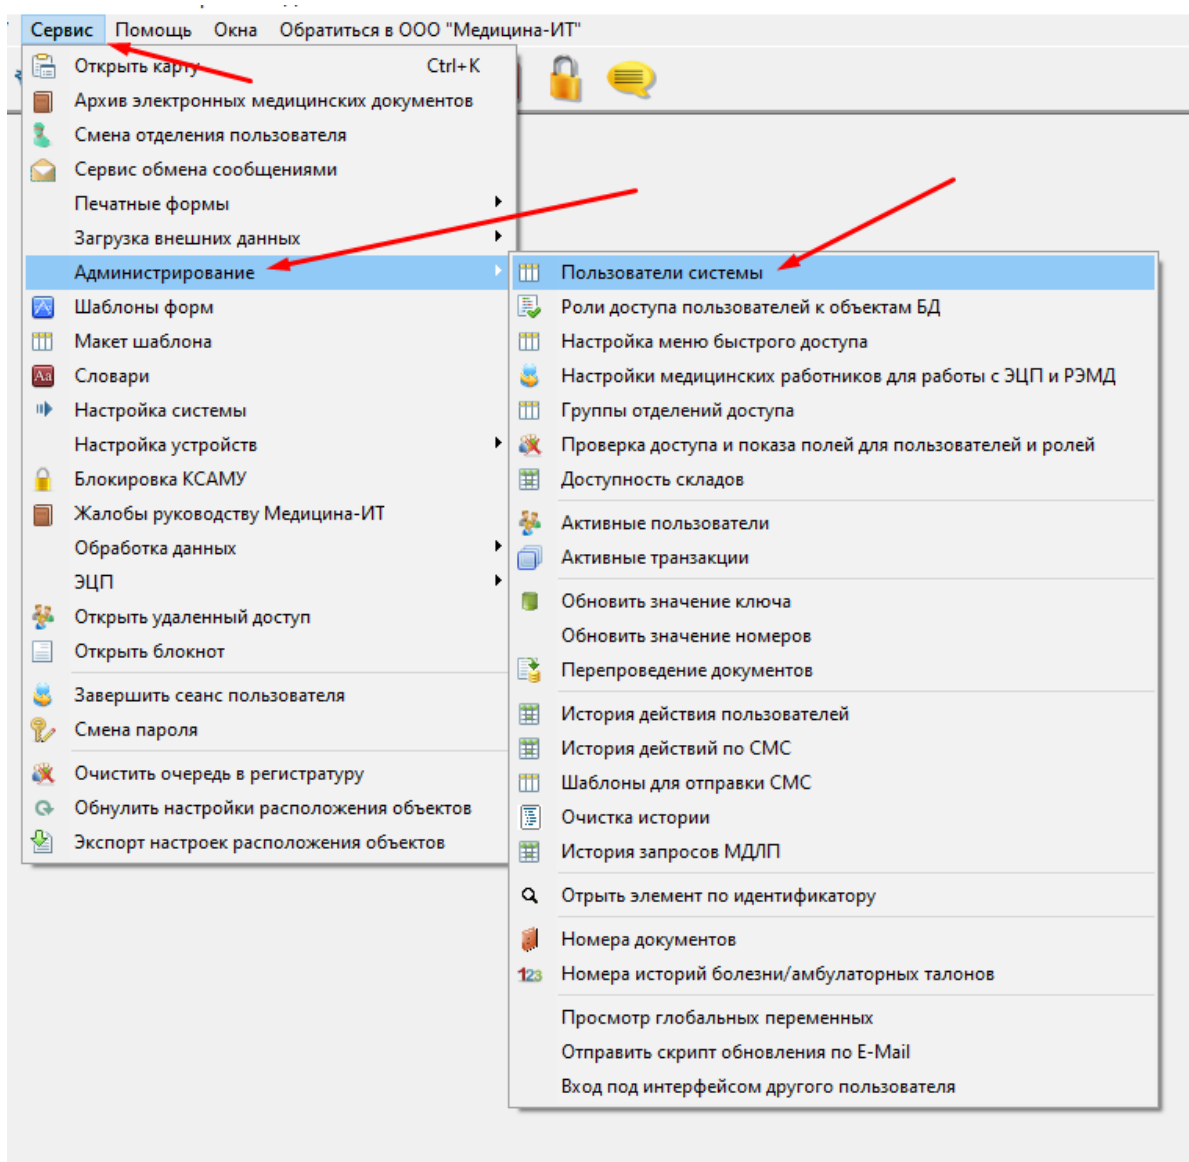 Сервис Помощь Окна Обратиться в ООО "Медицина-ИТ"
Открыть карту Ctrl+K
Архив электронных медицинских документов
Смена отделения пользователя
Сервис обмена сообщениями
Печатные формы
Загрузка внешних данных
Администрирование
Шаблоны форм
Макет шаблона
Aa Словари
Настройка системы
Настройка устройств
Блокировка КСАМУ
Жалобы руководству Медицина-ИТ
Обработка данных
ЭЦП
Открыть удаленный доступ
Открыть блокнот
Завершить сеанс пользователя
Смена пароля
Очистить очередь в регистратуру
Обнулить настройки расположения объектов
Экспорт настроек расположения объектов
Пользователи системы
Роли доступа пользователей к объектам БД
Настройка меню быстрого доступа
Настройки медицинских работников для работы с ЭЦП и РЭМД
Группы отделений доступа
Проверка доступа и показа полей для пользователей и ролей
Доступность складов
Активные пользователи
Активные транзакции
Обновить значение ключа
Обновить значение номеров
Перепроведение документов
История действия пользователей
История действий по СМС
Шаблоны для отправки СМС
Очистка истории
История запросов МДЛП
Отрыть элемент по идентификатору
Номера документов
123 Номера историй болезни/амбулаторных талонов
Просмотр глобальных переменных
Отправить скрипт обновления по E-Mail
Вход под интерфейсом другого пользователя